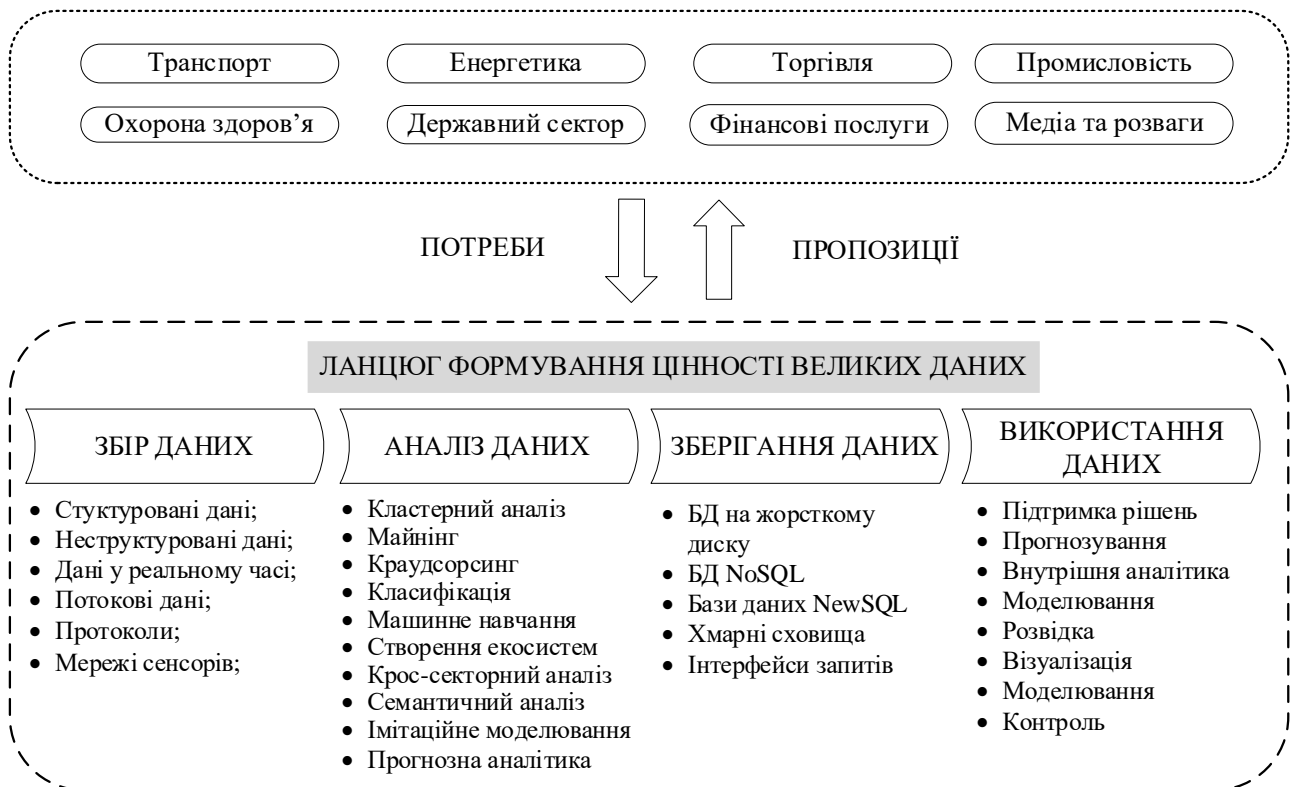 Транспорт
Енергетика
Торгівля
Промисловість
Охорона здоров’я
Державний сектор
Фінансові послуги
Медіа та розваги
ПОТРЕБИ
ПРОПОЗИЦІЇ
ЛАНЦЮГ ФОРМУВАННЯ ЦІННОСТІ ВЕЛИКИХ ДАНИХ
ЗБІР ДАНИХ
• Стуктуровані дані;
• Неструктуровані дані;
• Дані у реальному часі;
• Потокові дані;
• Протоколи;
• Мережі сенсорів;
АНАЛІЗ ДАНИХ
• Кластерний аналіз
• Майнінг
• Краудсорсинг
• Класифікація
• Машинне навчання
• Створення екосистем
• Крос-секторний аналіз
• Семантичний аналіз
• Імітаційне моделювання
• Прогнозна аналітика
ЗБЕРІГАННЯ ДАНИХ
• БД на жорсткому
диску
• БД NoSQL
• Бази даних NewSQL
• Хмарні сховища
• Інтерфейси запитів
ВИКОРИСТАННЯ
ДАНИХ
• Підтримка рішень
• Прогнозування
• Внутрішня аналітика
• Моделювання
• Розвідка
• Візуалізація
• Моделювання
• Контроль